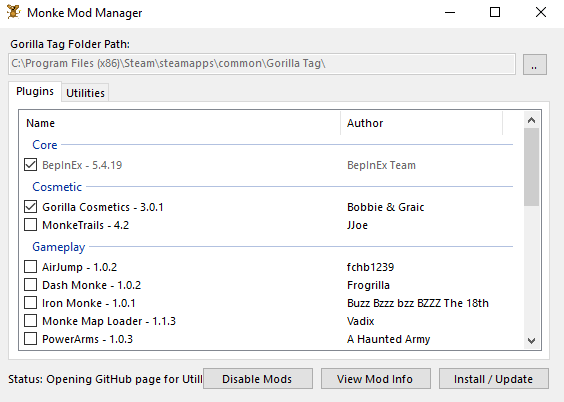 Monke Mod Manager
Gorilla Tag Folder Path:
C:\Program Files (x86)\Steam\steamapps\common\Gorilla Tag\
..
Plugins Utilities
Name Author
Core
BepInEx - 5.4.19 BepInEx Team
Cosmetic
Gorilla Cosmetics - 3.0.1 Bobbie & Graic
MonkeTrails - 4.2 JJoe
Gameplay
AirJump - 1.0.2 fchb1239
Dash Monke - 1.0.2 Frogrilla
Iron Monke - 1.0.1 Buzz Bzzz bzz BZZZ The 18th
Monke Map Loader - 1.1.3 Vadix
PowerArms - 1.0.3 A Haunted Army
Status: Opening GitHub page for Utill Disable Mods View Mod Info Install / Update